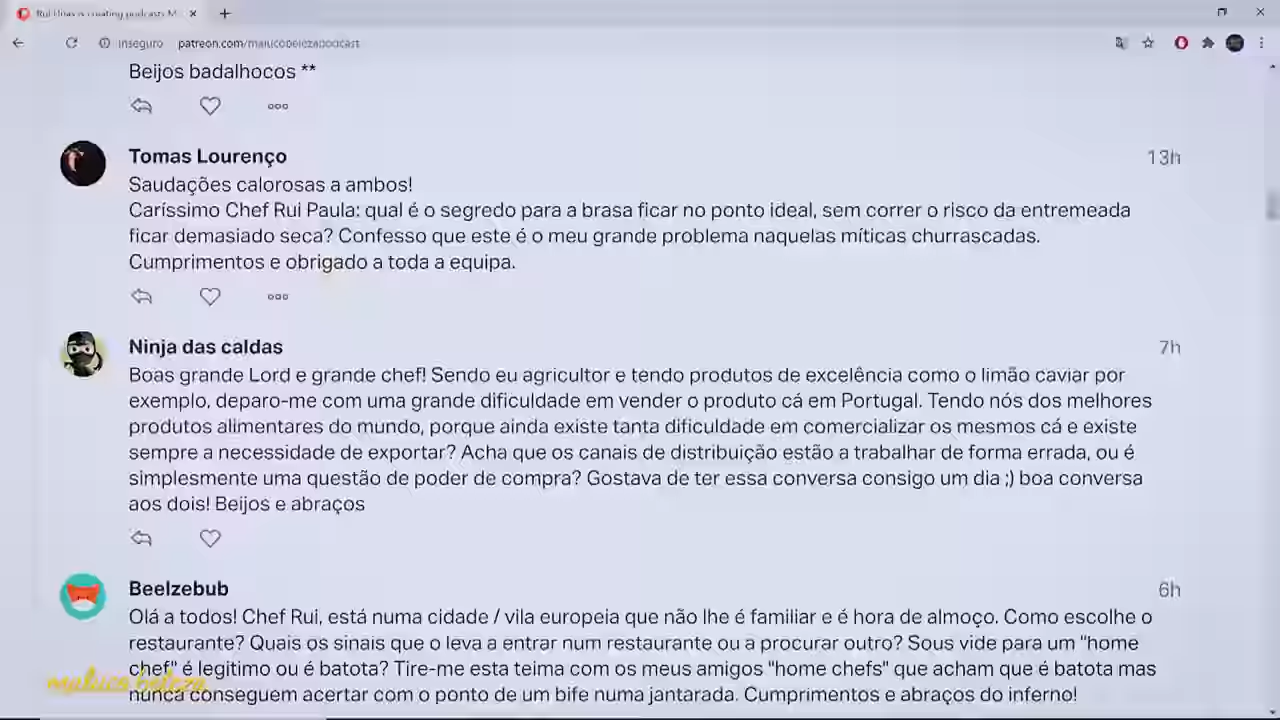 Rui Unas is creating podcasts M
Inseguro patreon.com/malucobelezapodcast
Beijos badalhocos **
Tomas Lourenço 13h
Saudações calorosas a ambos!
Caríssimo Chef Rui Paula: qual é o segredo para a brasa ficar no ponto ideal, sem correr o risco da entremeada
ficar demasiado seca? Confesso que este é o meu grande problema naquelas míticas churrascadas.
Cumprimentos e obrigado a toda a equipa.
Ninja das caldas 7h
Boas grande Lord e grande chef! Sendo eu agricultor e tendo produtos de excelência como o limão caviar por
exemplo, deparo-me com uma grande dificuldade em vender o produto cá em Portugal. Tendo nós dos melhores
produtos alimentares do mundo, porque ainda existe tanta dificuldade em comercializar os mesmos cá e existe
sempre a necessidade de exportar? Acha que os canais de distribuição estão a trabalhar de forma errada, ou é
simplesmente uma questão de poder de compra? Gostava de ter essa conversa consigo um dia ;) boa conversa
aos dois! Beijos e abraços
Beelzebub 6h
Olá a todos! Chef Rui, está numa cidade / vila europeia que não lhe é familiar e é hora de almoço. Como escolhe o
restaurante? Quais os sinais que o leva a entrar num restaurante ou a procurar outro? Sous vide para um "home
chef" é legitimo ou é batota? Tire-me esta teima com os meus amigos "home chefs" que acham que é batota mas
nunca conseguem acertar com o ponto de um bife numa jantarada. Cumprimentos e abraços do inferno!
maluco beleza